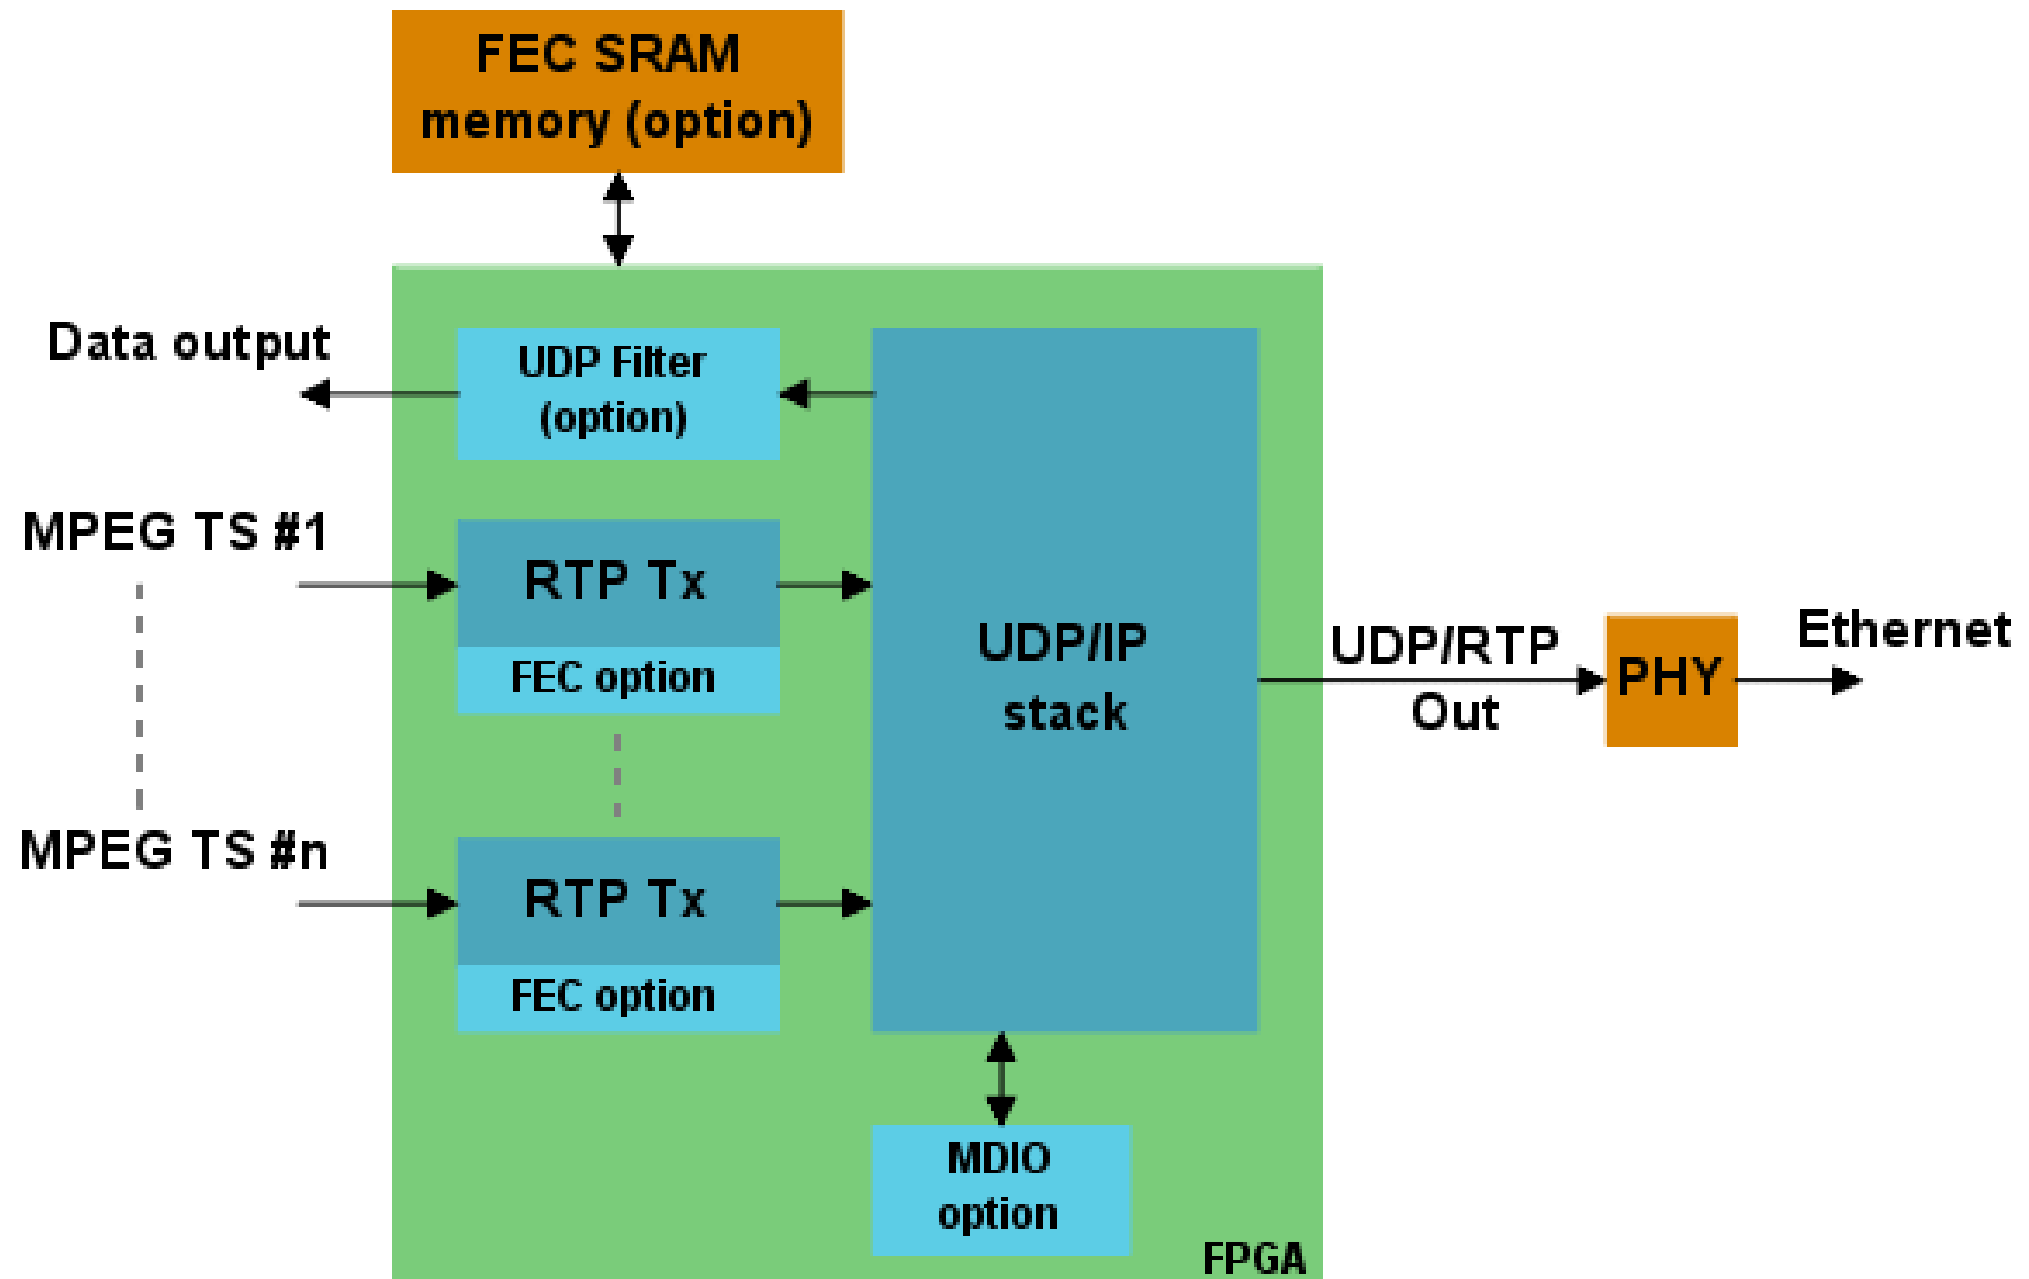 FEC SRAM
memory (option)
Data output
UDP Filter
(option)
MPEG TS #1
RTP Tx
FEC option
UDP/IP
stack
UDP/RTP
Out
PHY
Ethernet
MPEG TS #n
RTP Tx
FEC option
MDIO
option
FPGA